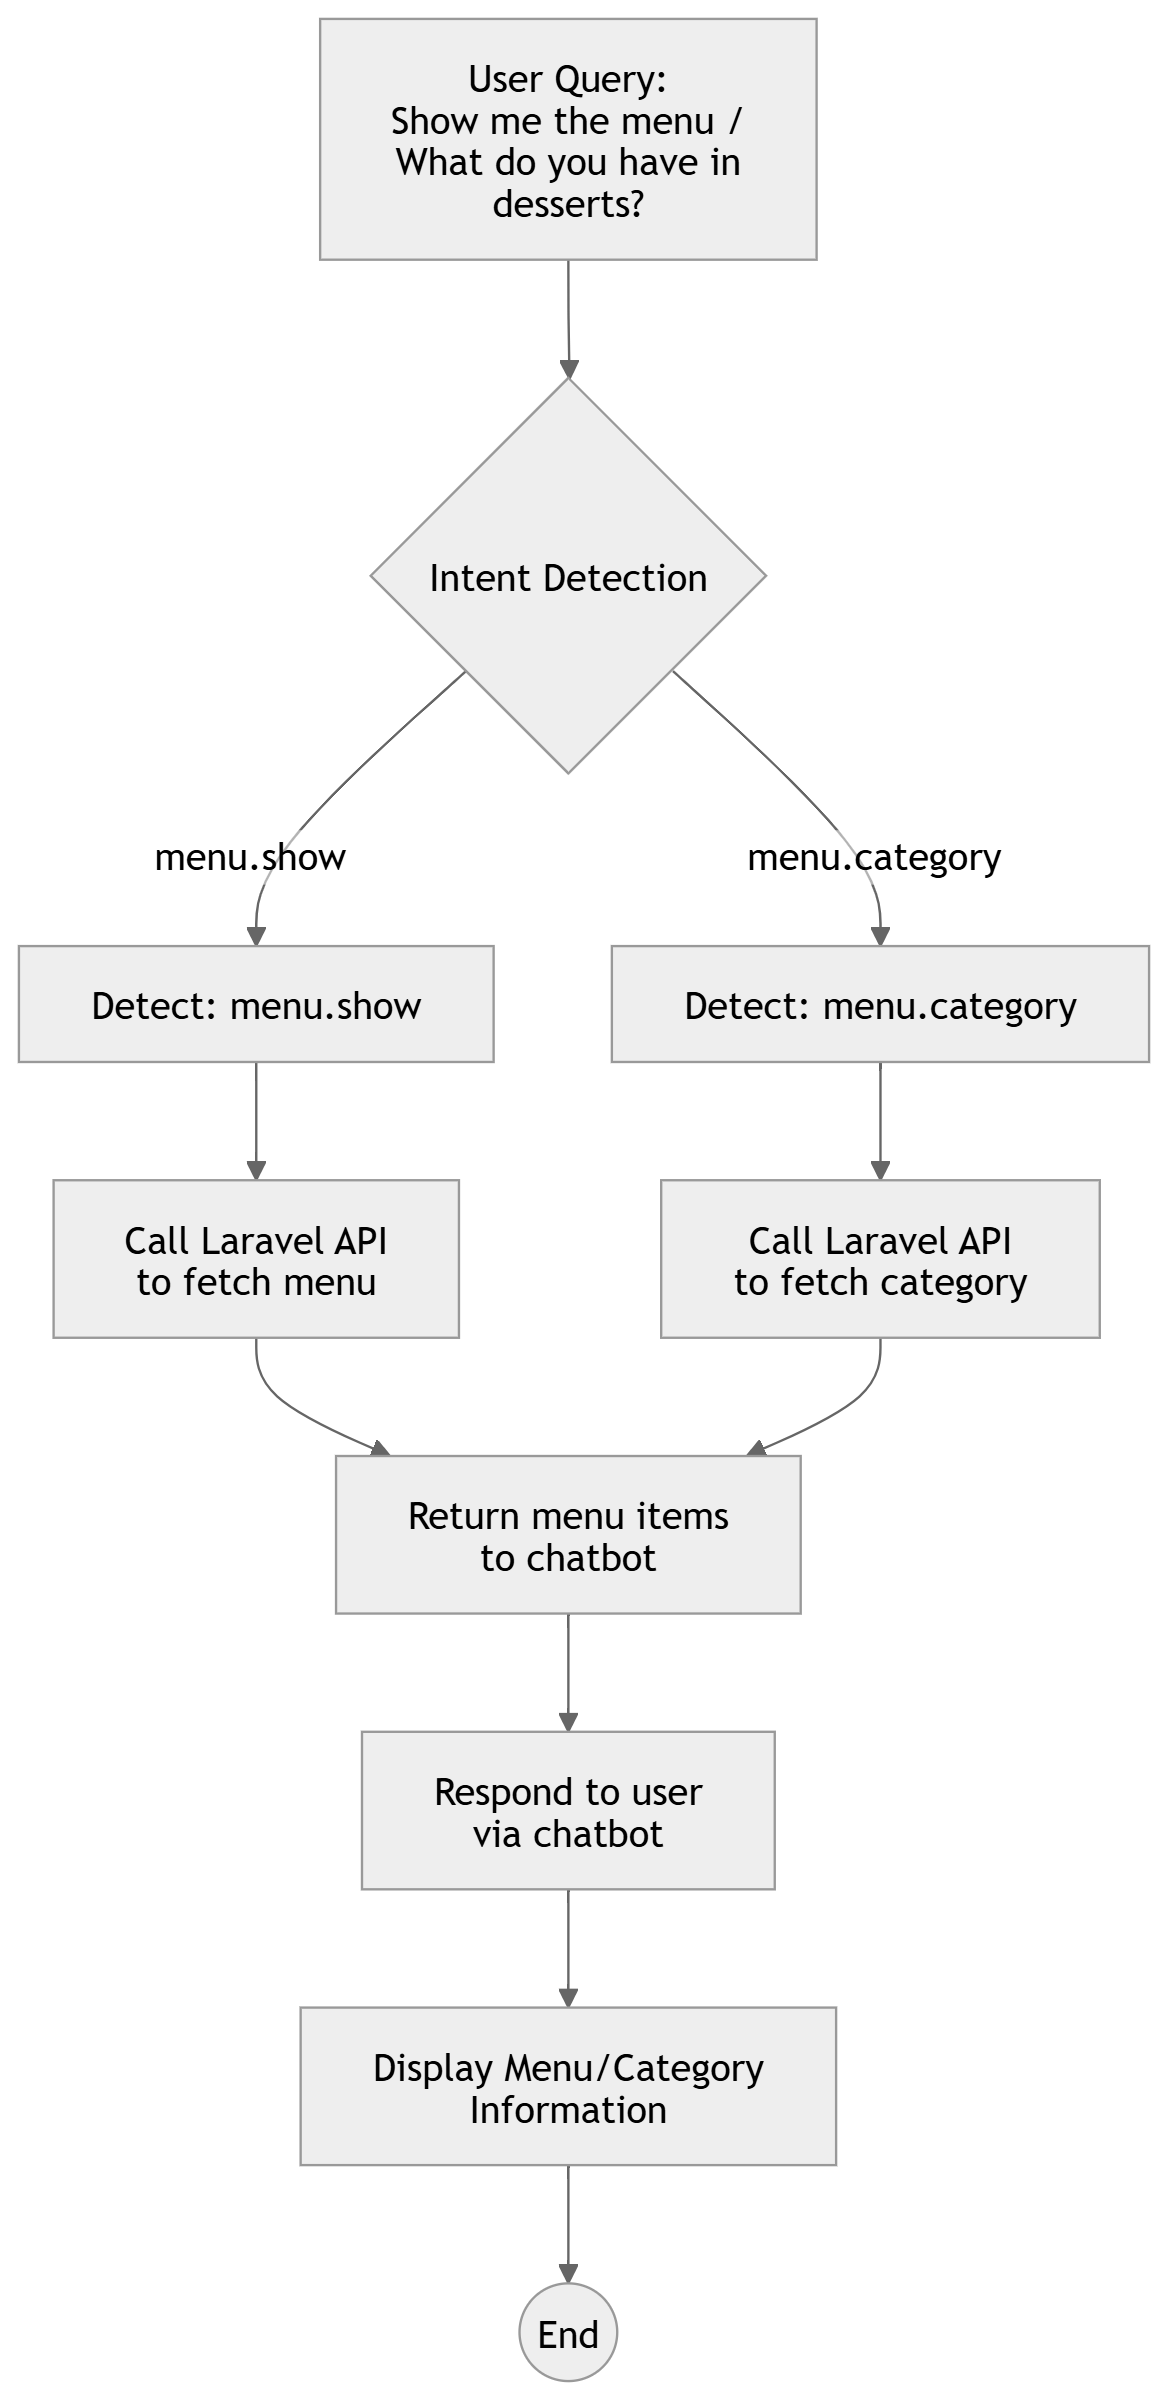 User Query:
Show me the menu /
What do you have in
desserts?
Intent Detection
menu.show
menu.category
Detect: menu.show
Detect: menu.category
Call Laravel API
to fetch menu
Call Laravel API
to fetch category
Return menu items
to chatbot
Respond to user
via chatbot
Display Menu/Category
Information
End